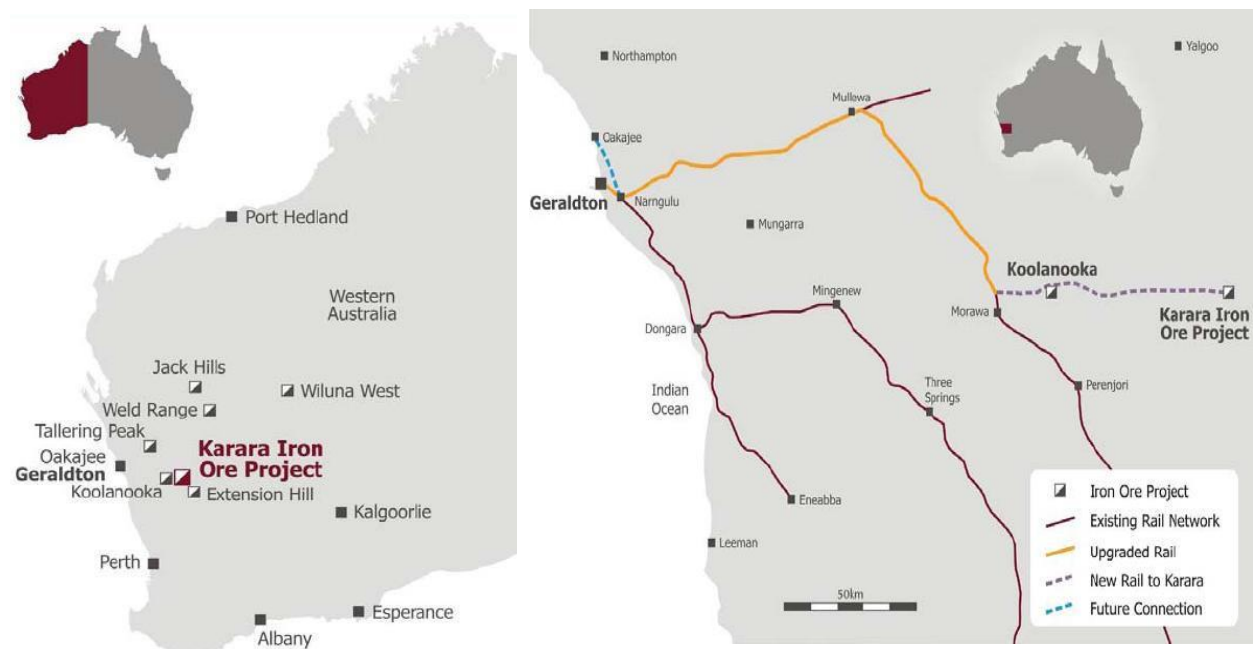 Port Hedland
Western
Australia
Jack Hills
Wiluna West
Weld Range
Tallering Peak
Karara Iron
Ore Project
Oakajee
Geraldton
Koolanooka
Extension Hill
Kalgoorlie
Perth
Esperance
Albany
Northampton
Yalgoo
Mullewa
Oakajee
Geraldton
Narngulu
Mungarra
Koolanooka
Mingenew
Morawa
Karara Iron
Ore Project
Dongara
Indian
Ocean
Three
Springs
Perenjori
Eneabba
Leeman
50km
Iron Ore Project
Existing Rail Network
Upgraded Rail
New Rail to Karara
Future Connection